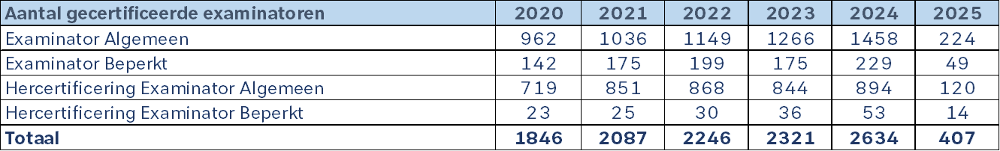 Aantal gecertificeerde examinatoren 2020 2021 2022 2023 2024 2025
Examinator Algemeen 962 1036 1149 1266 1458 224
Examinator Beperkt 142 175 199 175 229 49
Hercertificering Examinator Algemeen 719 851 868 844 894 120
Hercertificering Examinator Beperkt 23 25 30 36 53 14
Totaal 1846 2087 2246 2321 2634 407